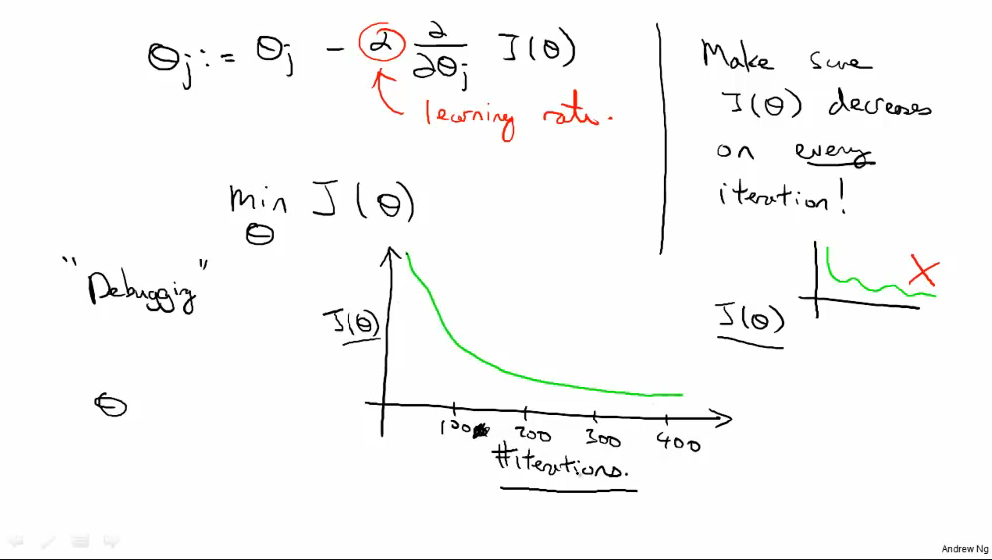 θj := θj - α ∂/∂θj J(θ)
learning rate.
min J(θ)
θ
"Debugging"
J(θ)
θ
100 200 300 400
#iterations.
Make sure
J(θ) decreases
on every
iteration!
X
J(θ)
Andrew Ng